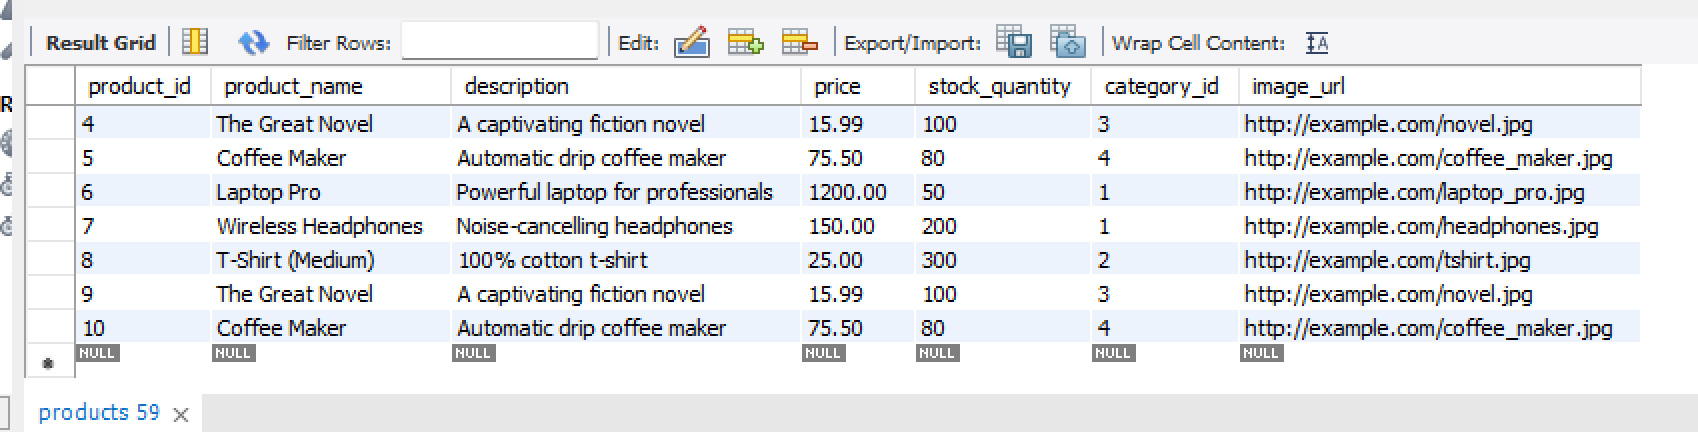 Result Grid Filter Rows: Edit: Export/Import: Wrap Cell Content: IA
product_id product_name description price stock_quantity category_id image_url
4 The Great Novel A captivating fiction novel 15.99 100 3 http://example.com/novel.jpg
5 Coffee Maker Automatic drip coffee maker 75.50 80 4 http://example.com/coffee_maker.jpg
6 Laptop Pro Powerful laptop for professionals 1200.00 50 1 http://example.com/laptop_pro.jpg
7 Wireless Headphones Noise-cancelling headphones 150.00 200 1 http://example.com/headphones.jpg
8 T-Shirt (Medium) 100% cotton t-shirt 25.00 300 2 http://example.com/tshirt.jpg
9 The Great Novel A captivating fiction novel 15.99 100 3 http://example.com/novel.jpg
10 Coffee Maker Automatic drip coffee maker 75.50 80 4 http://example.com/coffee_maker.jpg
NULL NULL NULL NULL NULL NULL NULL
products 59